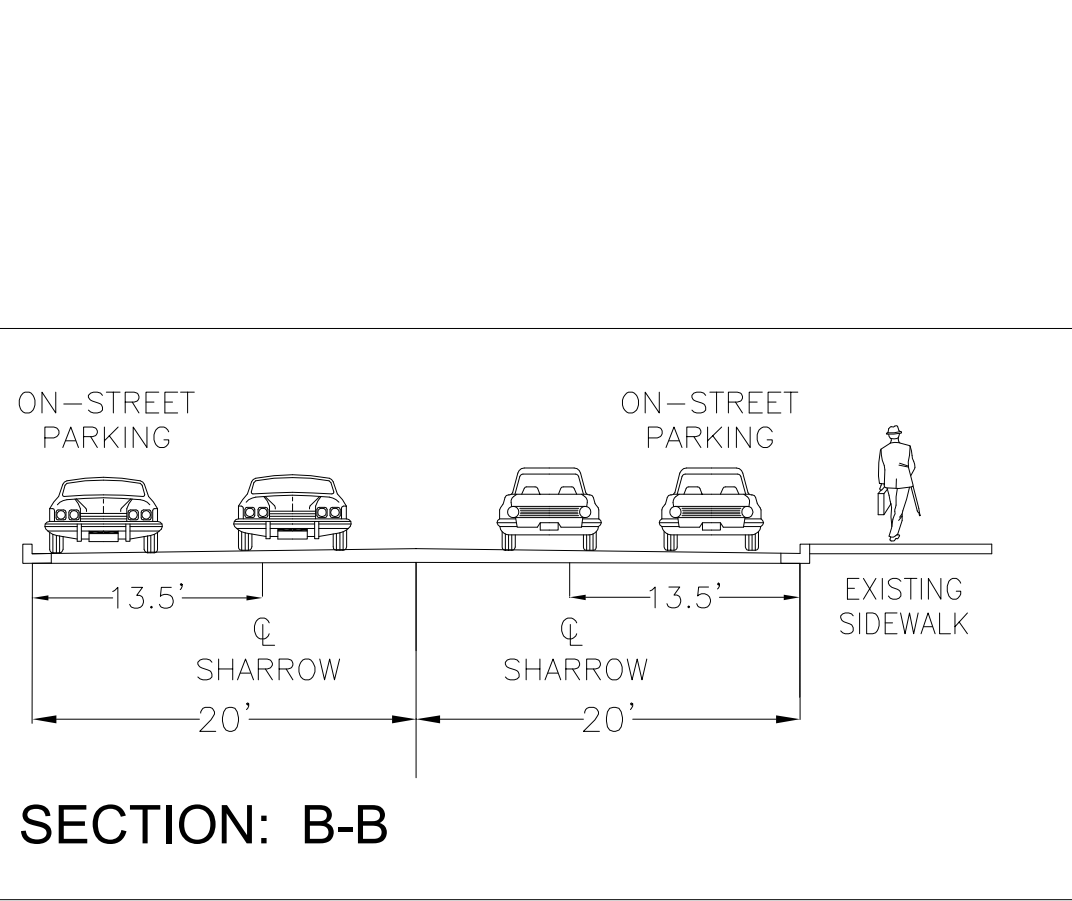 ON-STREET
PARKING
ON-STREET
PARKING
13.5'
13.5'
EXISTING
SIDEWALK
℄
SHARROW
℄
SHARROW
20'
20'
SECTION: B-B